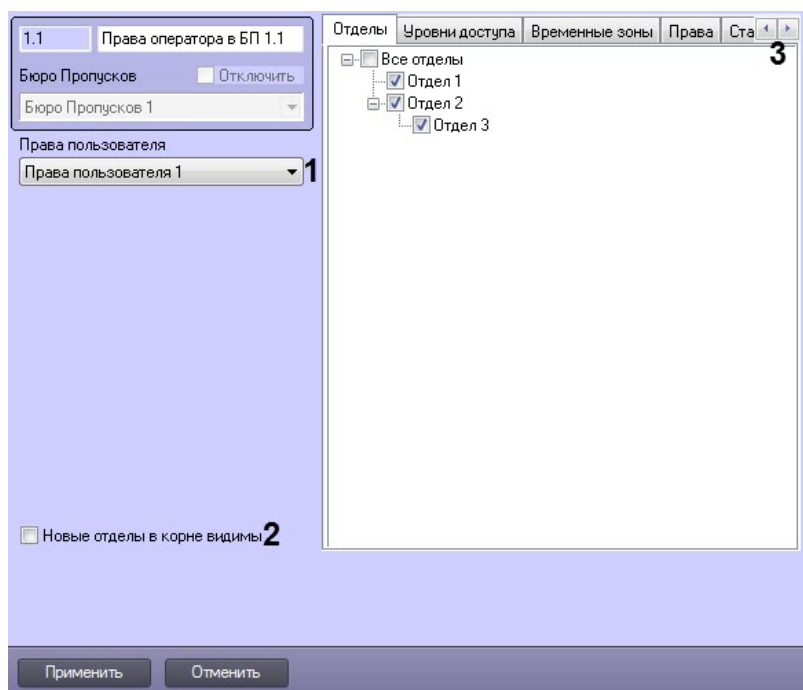 1.1 Права оператора в БП 1.1
Бюро Пропусков Отключить
Бюро Пропусков 1
Права пользователя
Права пользователя 1 1
Новые отделы в корне видимы 2
Отделы Уровни доступа Временные зоны Права Ста
3
Все отделы
Отдел 1
Отдел 2
Отдел 3
Применить Отменить